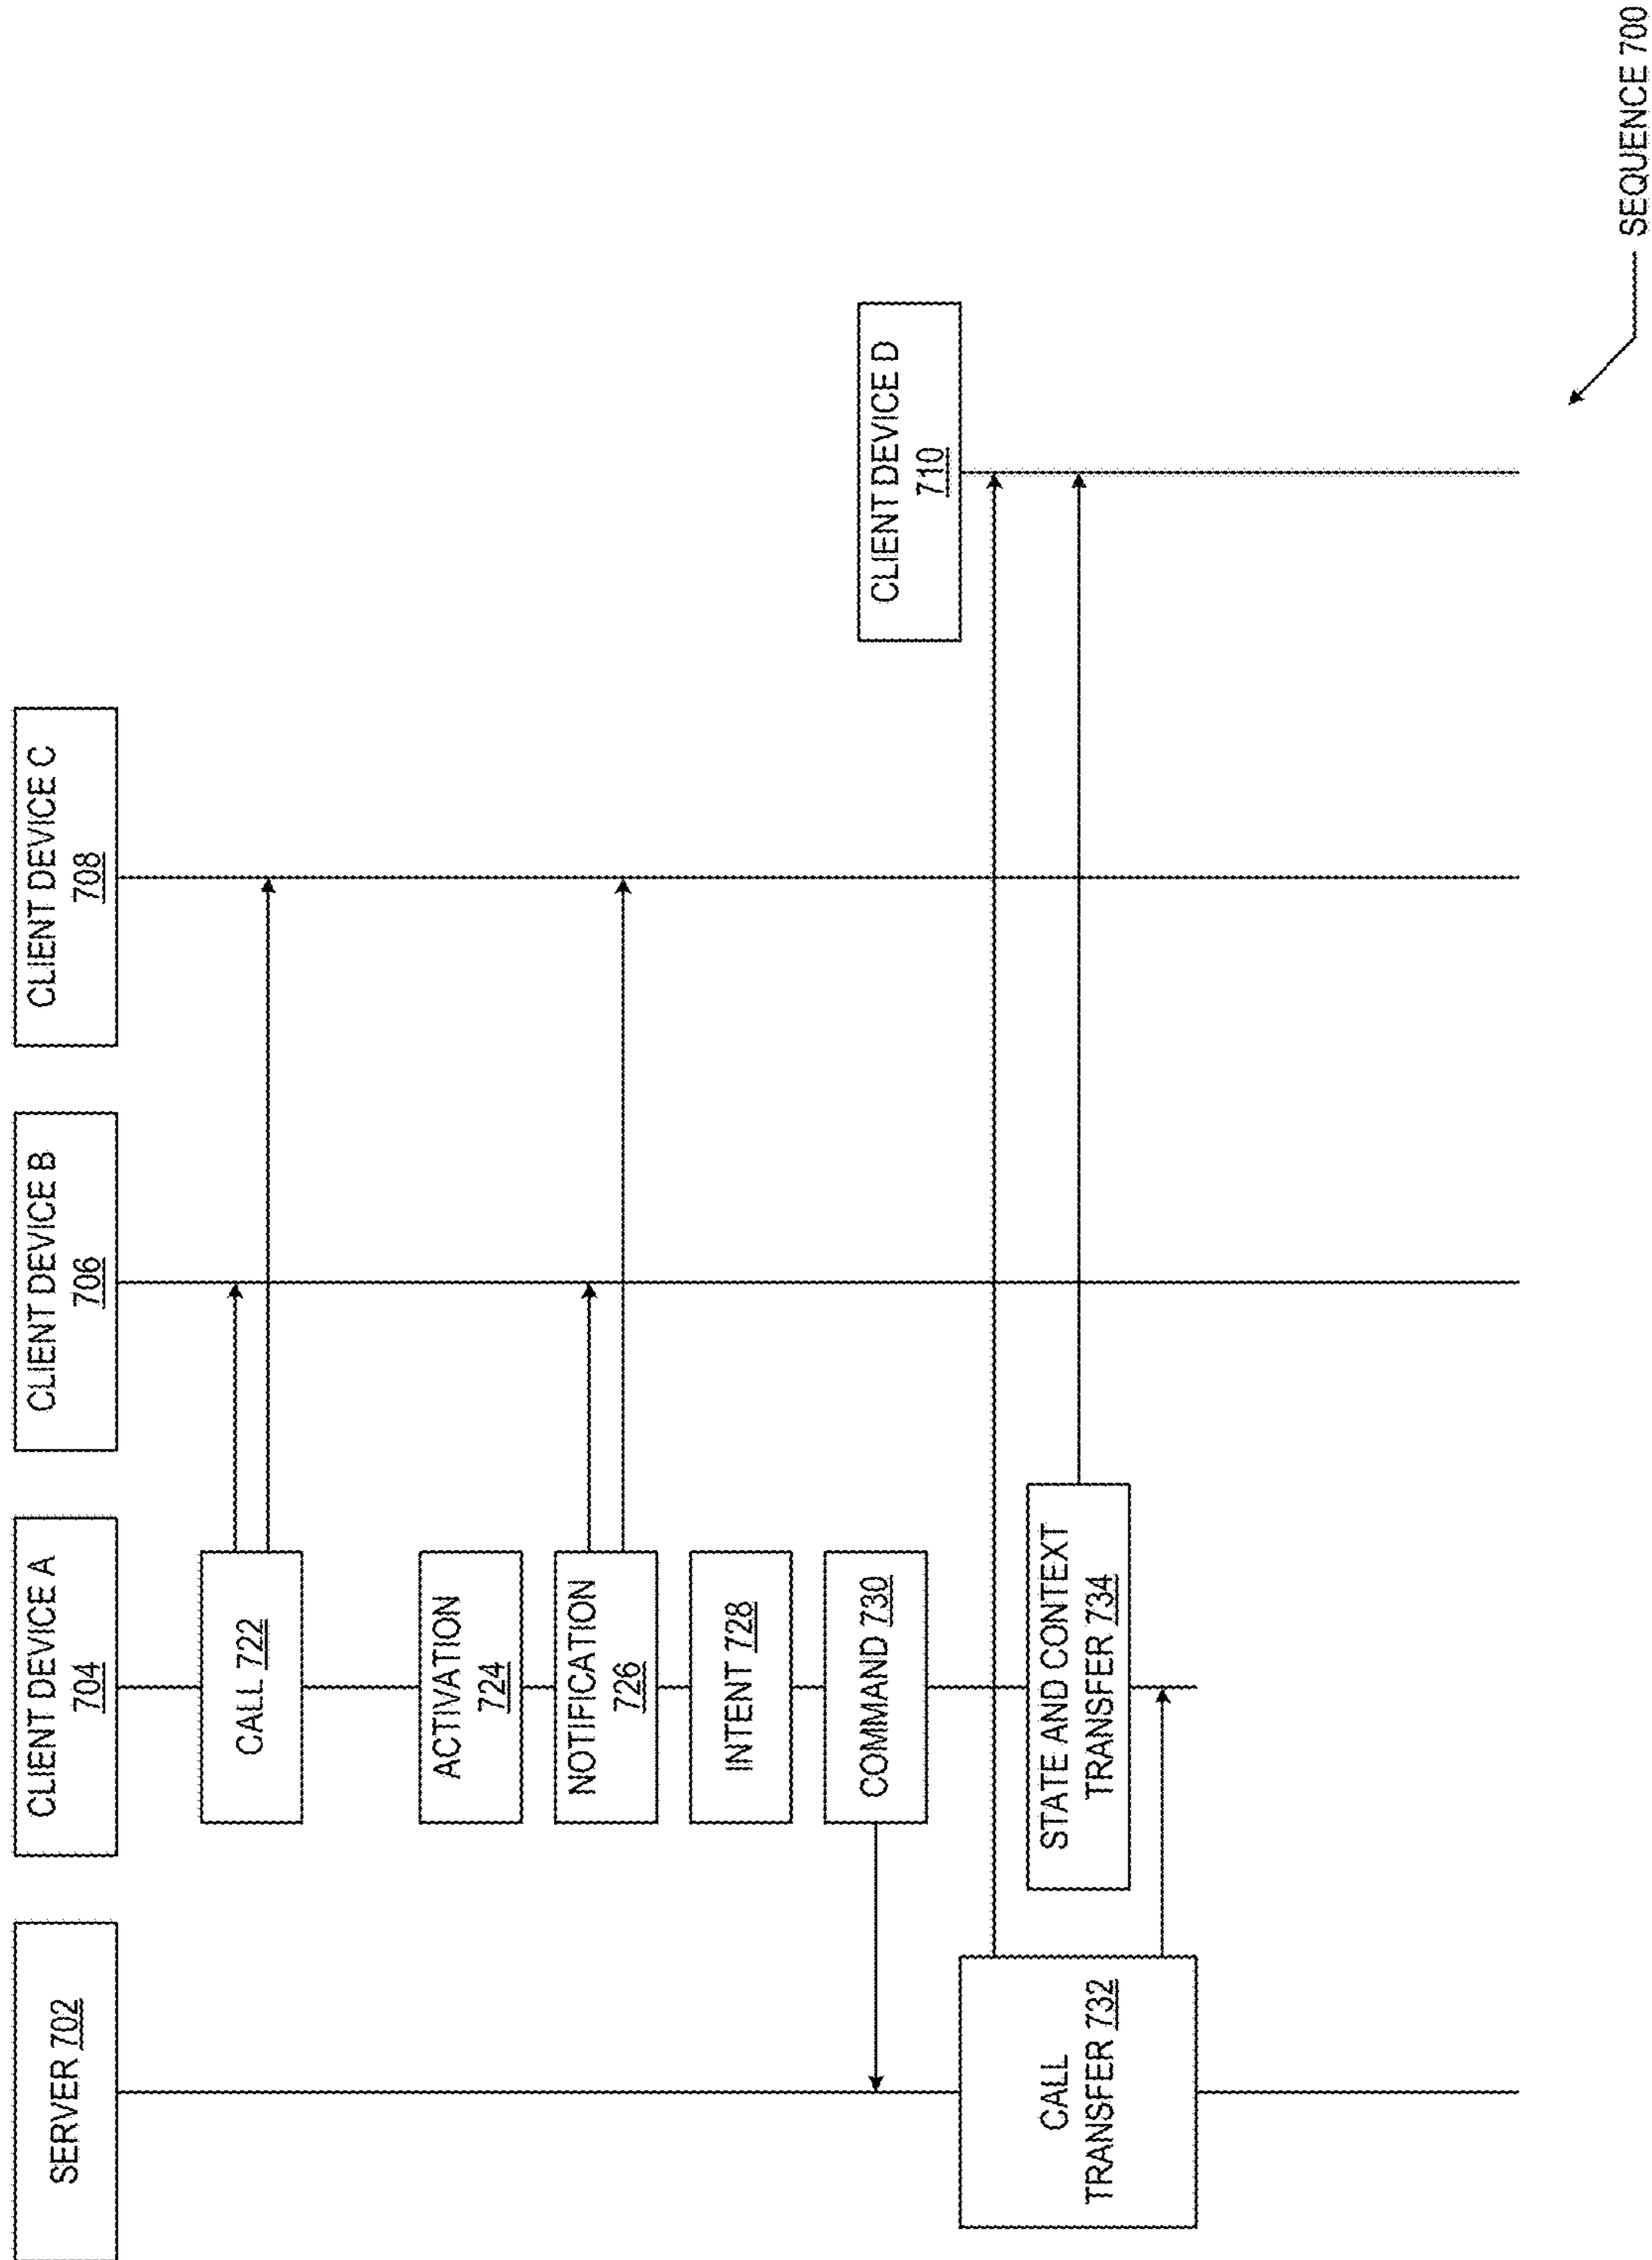 SERVER 702
CLIENT DEVICE A
704
CLIENT DEVICE B
706
CLIENT DEVICE C
708
CALL 722
ACTIVATION
724
NOTIFICATION
726
INTENT 728
COMMAND 730
CLIENT DEVICE D
710
CALL
TRANSFER 732
STATE AND CONTEXT
TRANSFER 734
SEQUENCE 700